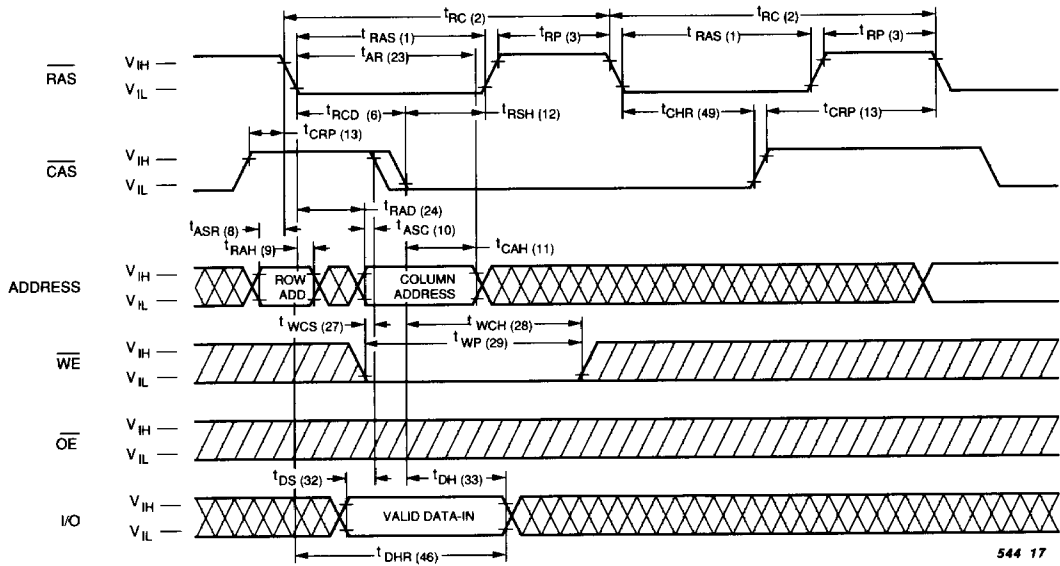 tRC (2) tRC (2)
tRAS (1) tRP (3) tRAS (1) tRP (3)
tAR (23)
RAS VIH VIL
tRCD (6) tRSH (12) tCHR (49) tCRP (13)
tCRP (13)
CAS VIH VIL
tRAD (24)
tASR (8) tASC (10)
tRAH (9) tCAH (11)
ADDRESS VIH VIL ROW ADD COLUMN ADDRESS
tWCS (27) tWCH (28)
tWP (29)
WE VIH VIL
OE VIH VIL
tDS (32) tDH (33)
I/O VIH VIL VALID DATA-IN
tDHR (46)
544 17